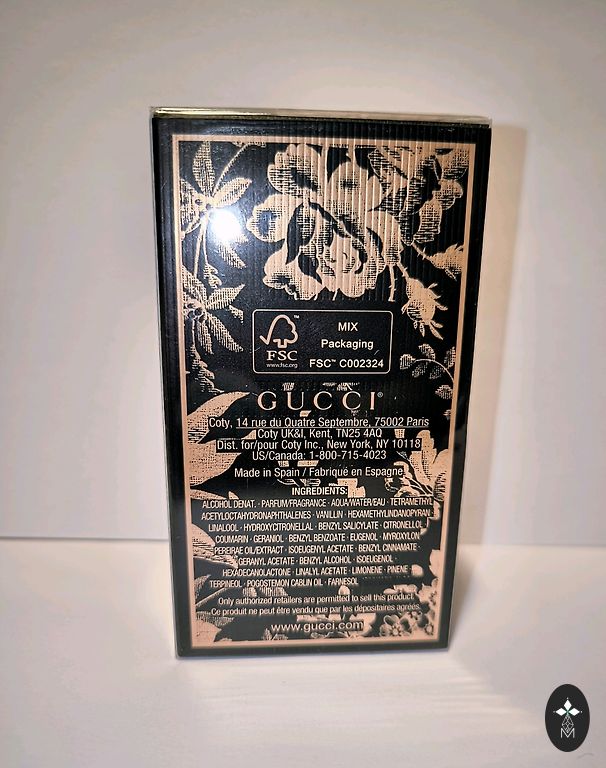 MIX
Packaging
FSC™ C002324
FSC
www.fsc.org
GUCCI®
Coty, 14 rue du Quatre Septembre, 75002 Paris
Coty UK&I, Kent, TN25 4AQ
Dist. for/pour Coty Inc., New York, NY 10118
US/Canada: 1-800-715-4023
Made in Spain / Fabriqué en Espagne
INGREDIENTS:
ALCOHOL DENAT. · PARFUM/FRAGRANCE · AQUA/WATER/EAU · TETRAMETHYL
ACETYLOCTAHYDRONAPHTHALENES · VANILLIN · HEXAMETHYLINDANOPYRAN
LINALOOL · HYDROXYCITRONELLAL · BENZYL SALICYLATE · CITRONELLOL
COUMARIN · GERANIOL · BENZYL BENZOATE · EUGENOL · MYROXYLON
PEREIRAE OIL/EXTRACT · ISOEUGENYL ACETATE · BENZYL CINNAMATE ·
GERANYL ACETATE · BENZYL ALCOHOL · ISOEUGENOL ·
HEXADECANOLACTONE · LINALYL ACETATE · LIMONENE · PINENE ·
TERPINEOL · POGOSTEMON CABLIN OIL · FARNESOL
Only authorized retailers are permitted to sell this product.
Ce produit ne peut être vendu que par les dépositaires agréés.
www.gucci.com
M